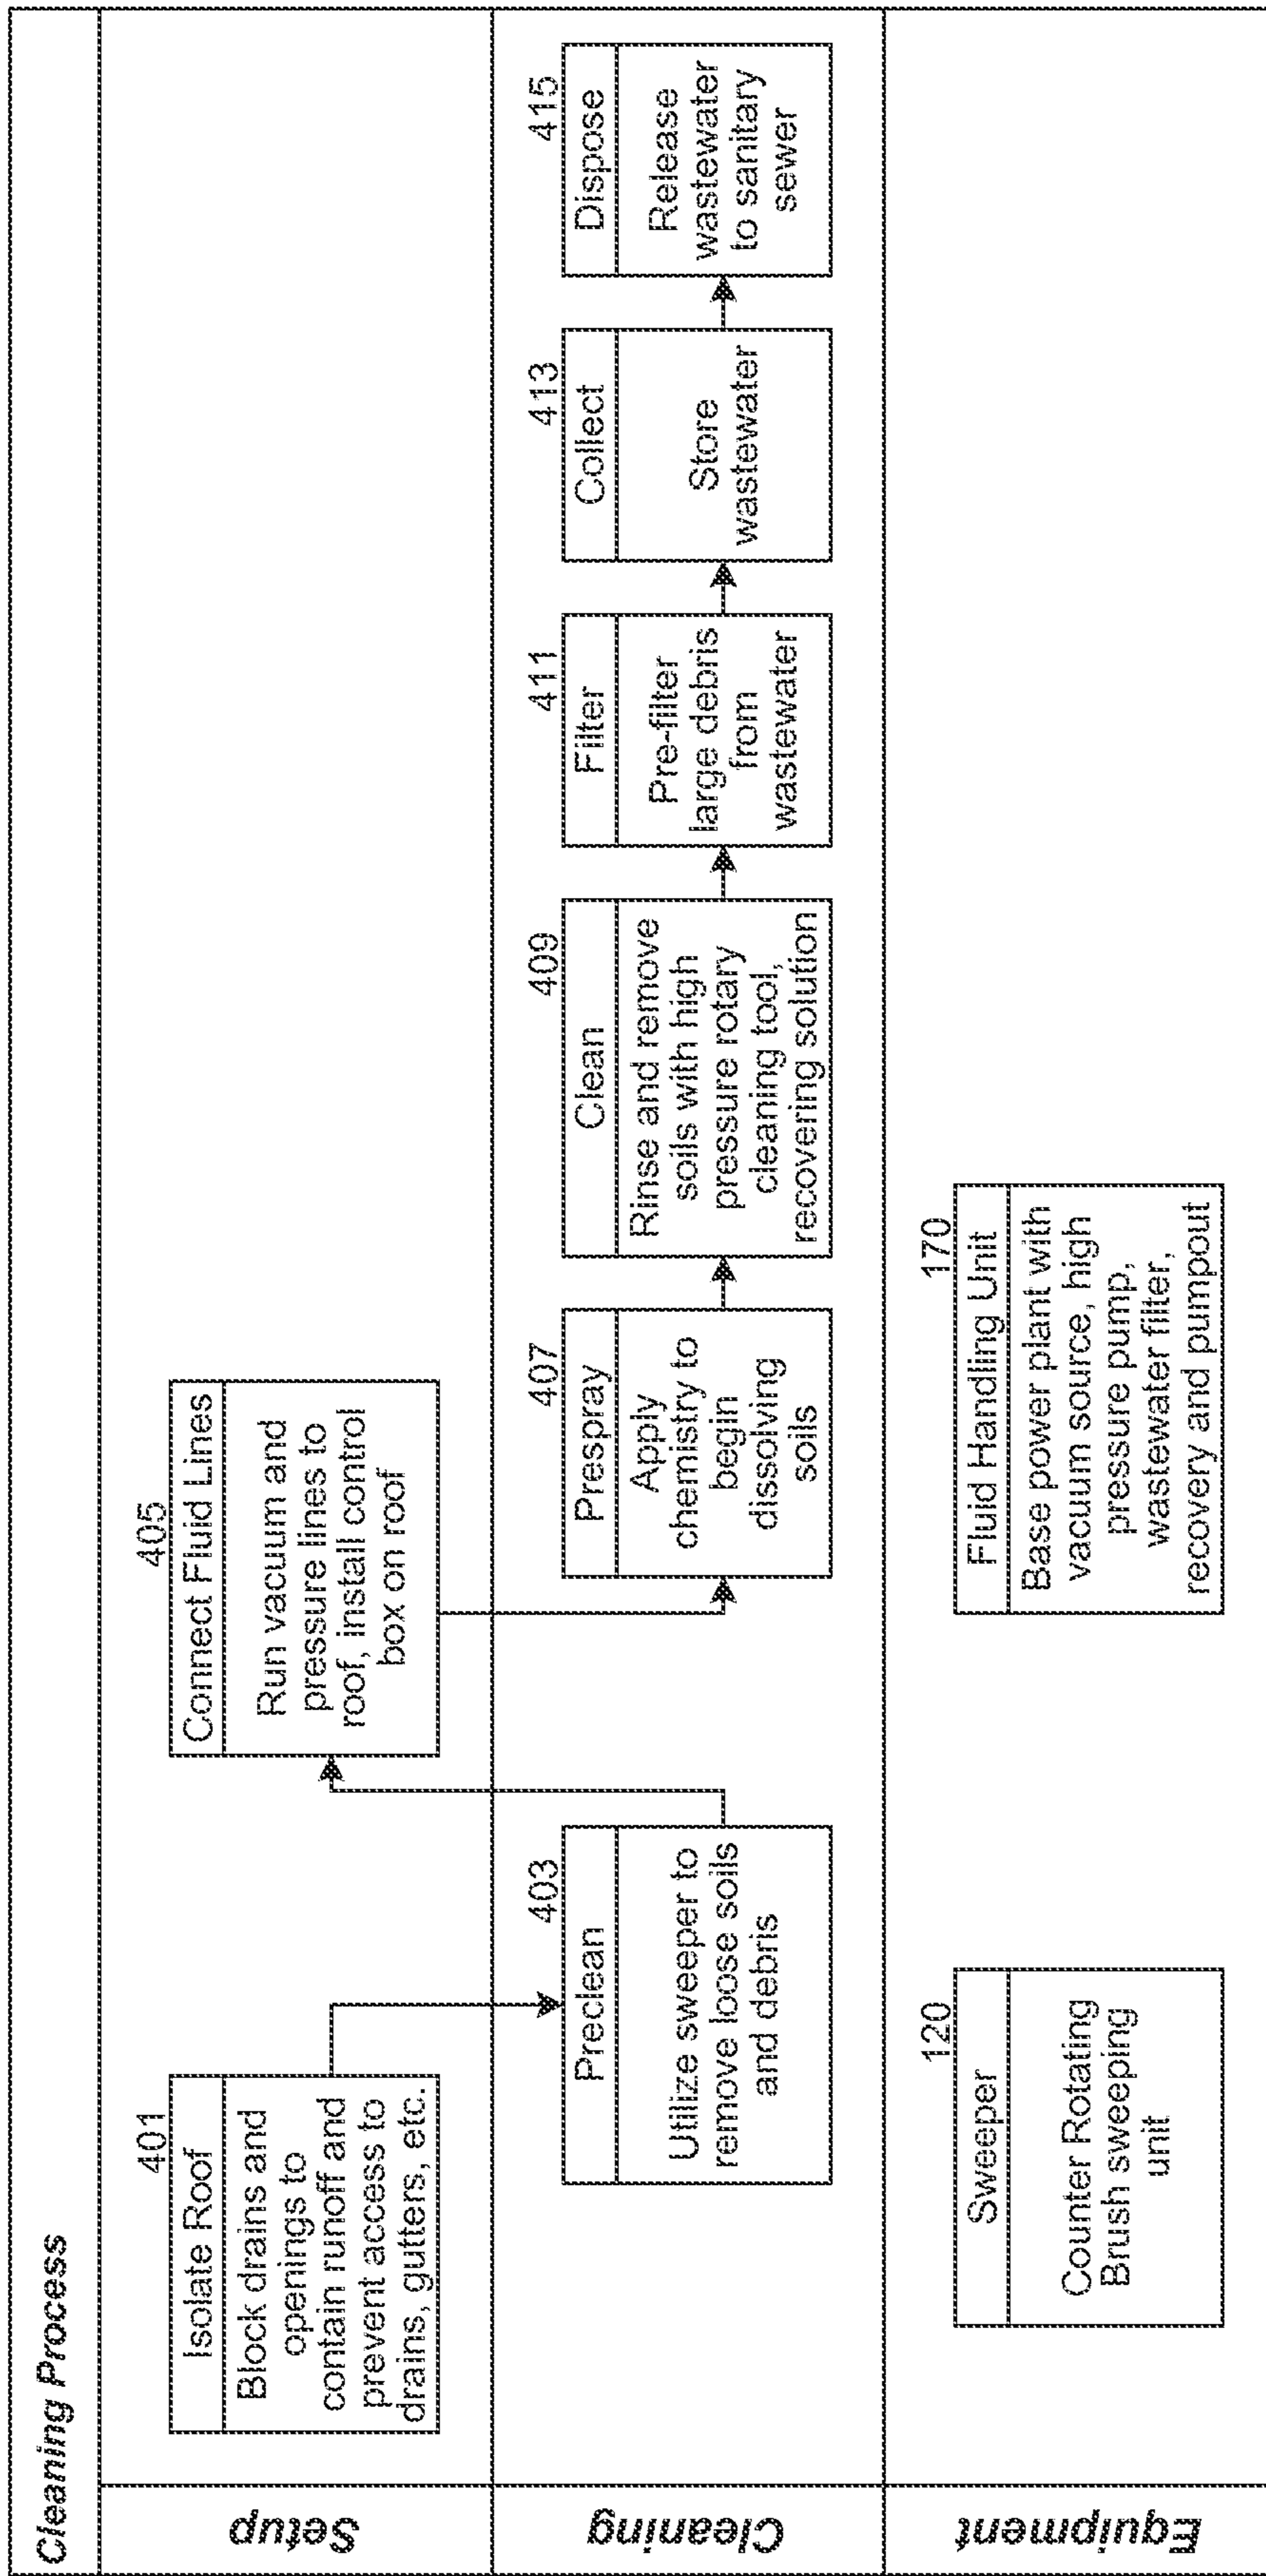 Cleaning Process
Setup
401
Isolate Roof
Block drains and
openings to
contain runoff and
prevent access to
drains, gutters, etc.
405
Connect Fluid Lines
Run vacuum and
pressure lines to
roof, install control
box on roof
Cleaning
403
Preclean
Utilize sweeper to
remove loose soils
and debris
407
Prespray
Apply
chemistry to
begin
dissolving
soils
409
Clean
Rinse and remove
soils with high
pressure rotary
cleaning tool,
recovering solution
411
Filter
Pre-filter
large debris
from
wastewater
413
Collect
Store
wastewater
415
Dispose
Release
wastewater
to sanitary
sewer
Equipment
120
Sweeper
Counter Rotating
Brush sweeping
unit
170
Fluid Handling Unit
Base power plant with
vacuum source, high
pressure pump,
wastewater filter,
recovery and pumpout